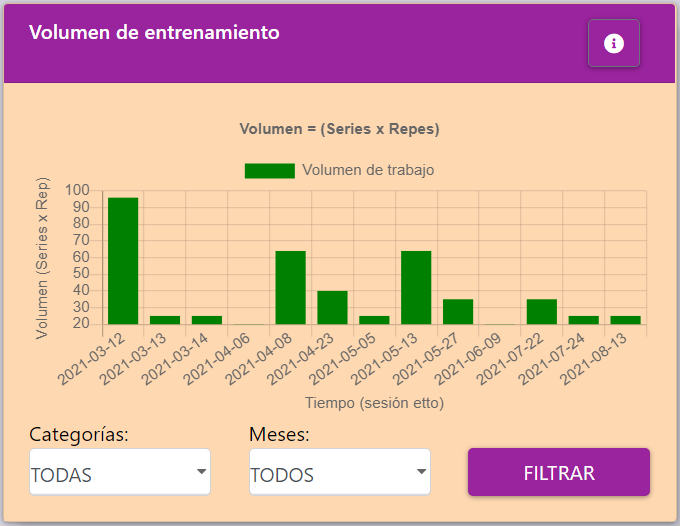 Volumen de entrenamiento
Volumen = (Series x Repes)
Volumen de trabajo
Volumen (Series x Rep)
100
90
80
70
60
50
40
30
20
2021-03-12
2021-03-13
2021-03-14
2021-04-06
2021-04-08
2021-04-23
2021-05-05
2021-05-13
2021-05-27
2021-06-09
2021-07-22
2021-07-24
2021-08-13
Tiempo (sesión etto)
Categorías:
Meses:
TODAS
TODOS
FILTRAR